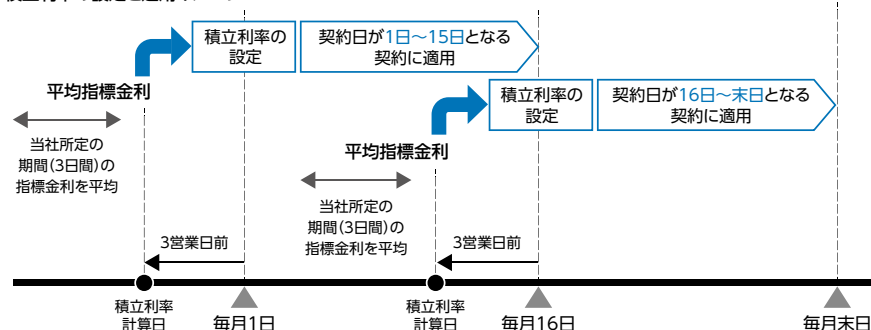 積立利率の
設定
契約日が1日～15日となる
契約に適用
平均指標金利
当社所定の
期間(3日間)の
指標金利を平均
積立利率の
設定
契約日が16日～末日となる
契約に適用
平均指標金利
当社所定の
期間(3日間)の
指標金利を平均
3営業日前
3営業日前
積立利率
計算日
毎月1日
積立利率
計算日
毎月16日
毎月末日